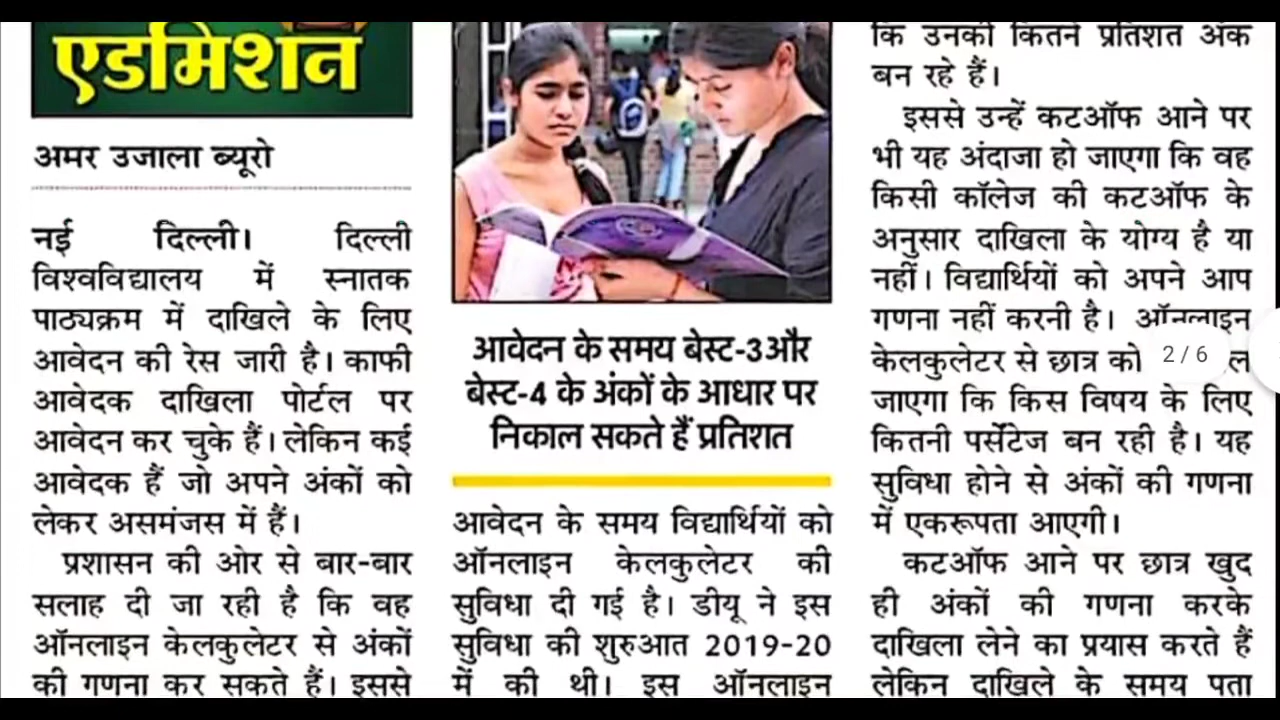 एडमिशन
अमर उजाला ब्यूरो
नई दिल्ली। दिल्ली
विश्वविद्यालय में स्नातक
पाठ्यक्रम में दाखिले के लिए
आवेदन की रेस जारी है। काफी
आवेदक दाखिला पोर्टल पर
आवेदन कर चुके हैं। लेकिन कई
आवेदक हैं जो अपने अंकों को
लेकर असमंजस में हैं।
प्रशासन की ओर से बार-बार
सलाह दी जा रही है कि वह
ऑनलाइन केलकुलेटर से अंकों
की गणना कर सकते हैं। इससे
आवेदन के समय बेस्ट-3और
बेस्ट-4 के अंकों के आधार पर
निकाल सकते हैं प्रतिशत
आवेदन के समय विद्यार्थियों को
ऑनलाइन केलकुलेटर की
सुविधा दी गई है। डीयू ने इस
सुविधा की शुरुआत 2019-20
में की थी। इस ऑनलाइन
कि उनकी कितने प्रतिशत अंक
बन रहे हैं।
इससे उन्हें कटऑफ आने पर
भी यह अंदाजा हो जाएगा कि वह
किसी कॉलेज की कटऑफ के
अनुसार दाखिला के योग्य है या
नहीं। विद्यार्थियों को अपने आप
गणना नहीं करनी है। ऑनलाइन
केलकुलेटर से छात्र को
2 / 6
जाएगा कि किस विषय के लिए
कितनी पर्सेंटेज बन रही है। यह
सुविधा होने से अंकों की गणना
में एकरूपता आएगी।
कटऑफ आने पर छात्र खुद
ही अंकों की गणना करके
दाखिला लेने का प्रयास करते हैं
लेकिन दाखिले के समय पता